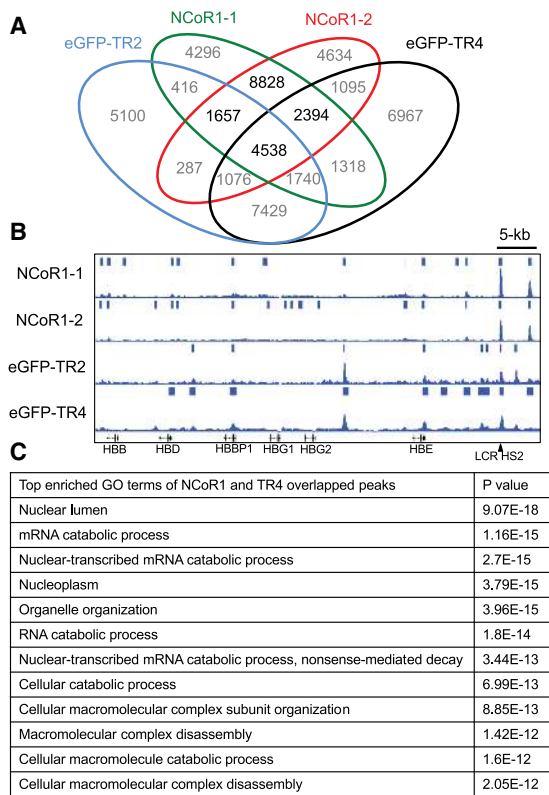 A
NCoR1-1
NCoR1-2
eGFP-TR2
eGFP-TR4
4296
4634
416
8828
1095
5100
1657
2394
6967
4538
287
1076
1740
1318
7429
B
5-kb
NCoR1-1
NCoR1-2
eGFP-TR2
eGFP-TR4
HBB HBD HBBP1 HBG1 HBG2 HBE LCR HS2
C
Top enriched GO terms of NCoR1 and TR4 overlapped peaks P value
Nuclear lumen 9.07E-18
mRNA catabolic process 1.16E-15
Nuclear-transcribed mRNA catabolic process 2.7E-15
Nucleoplasm 3.79E-15
Organelle organization 3.96E-15
RNA catabolic process 1.8E-14
Nuclear-transcribed mRNA catabolic process, nonsense-mediated decay 3.44E-13
Cellular catabolic process 6.99E-13
Cellular macromolecular complex subunit organization 8.85E-13
Macromolecular complex disassembly 1.42E-12
Cellular macromolecule catabolic process 1.6E-12
Cellular macromolecular complex disassembly 2.05E-12